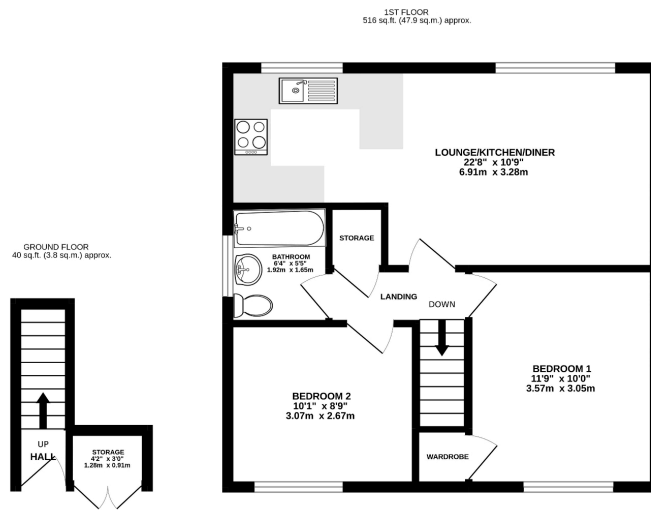 1ST FLOOR
516 sq.ft. (47.9 sq.m.) approx.
LOUNGE/KITCHEN/DINER
22'8" x 10'9"
6.91m x 3.28m
STORAGE
BATHROOM
6'4" x 5'5"
1.92m x 1.65m
LANDING
DOWN
BEDROOM 1
11'9" x 10'0"
3.57m x 3.05m
BEDROOM 2
10'1" x 8'9"
3.07m x 2.67m
WARDROBE
GROUND FLOOR
40 sq.ft. (3.8 sq.m.) approx.
UP
HALL
STORAGE
4'2" x 3'0"
1.28m x 0.91m